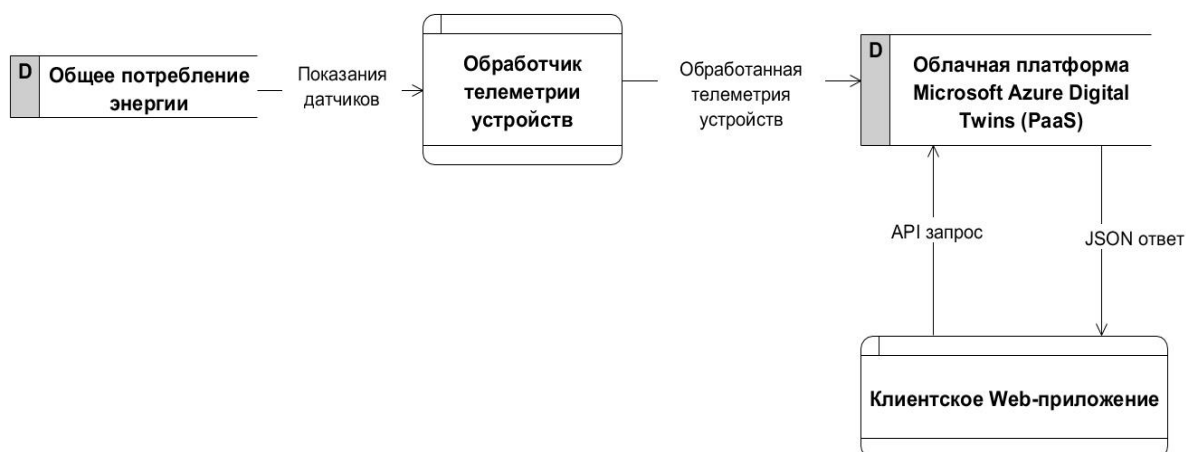 D
Общее потребление
энергии
Показания
датчиков
Обработчик
телеметрии
устройств
Обработанная
телеметрия
устройств
D
Облачная платформа
Microsoft Azure Digital
Twins (PaaS)
API запрос
JSON ответ
Клиентское Web-приложение